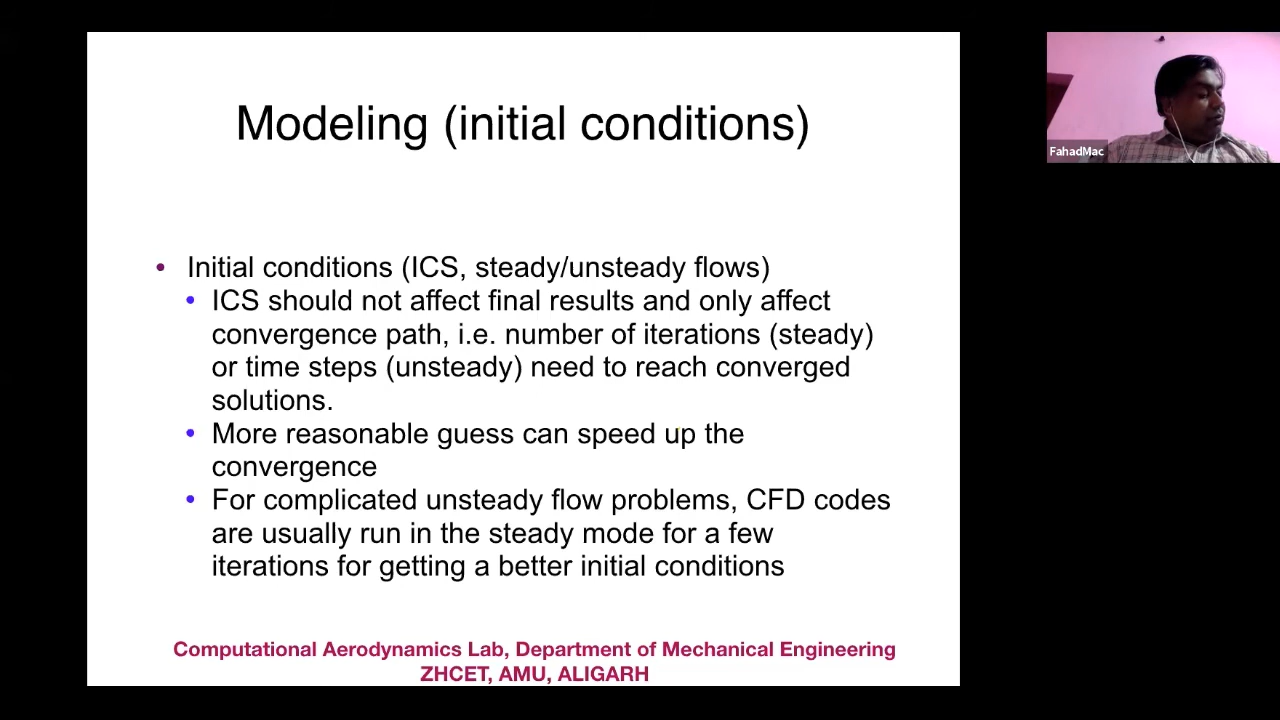 Modeling (initial conditions)
FahadMac
• Initial conditions (ICS, steady/unsteady flows)
• ICS should not affect final results and only affect
convergence path, i.e. number of iterations (steady)
or time steps (unsteady) need to reach converged
solutions.
• More reasonable guess can speed up the
convergence
• For complicated unsteady flow problems, CFD codes
are usually run in the steady mode for a few
iterations for getting a better initial conditions
Computational Aerodynamics Lab, Department of Mechanical Engineering
ZHCET, AMU, ALIGARH